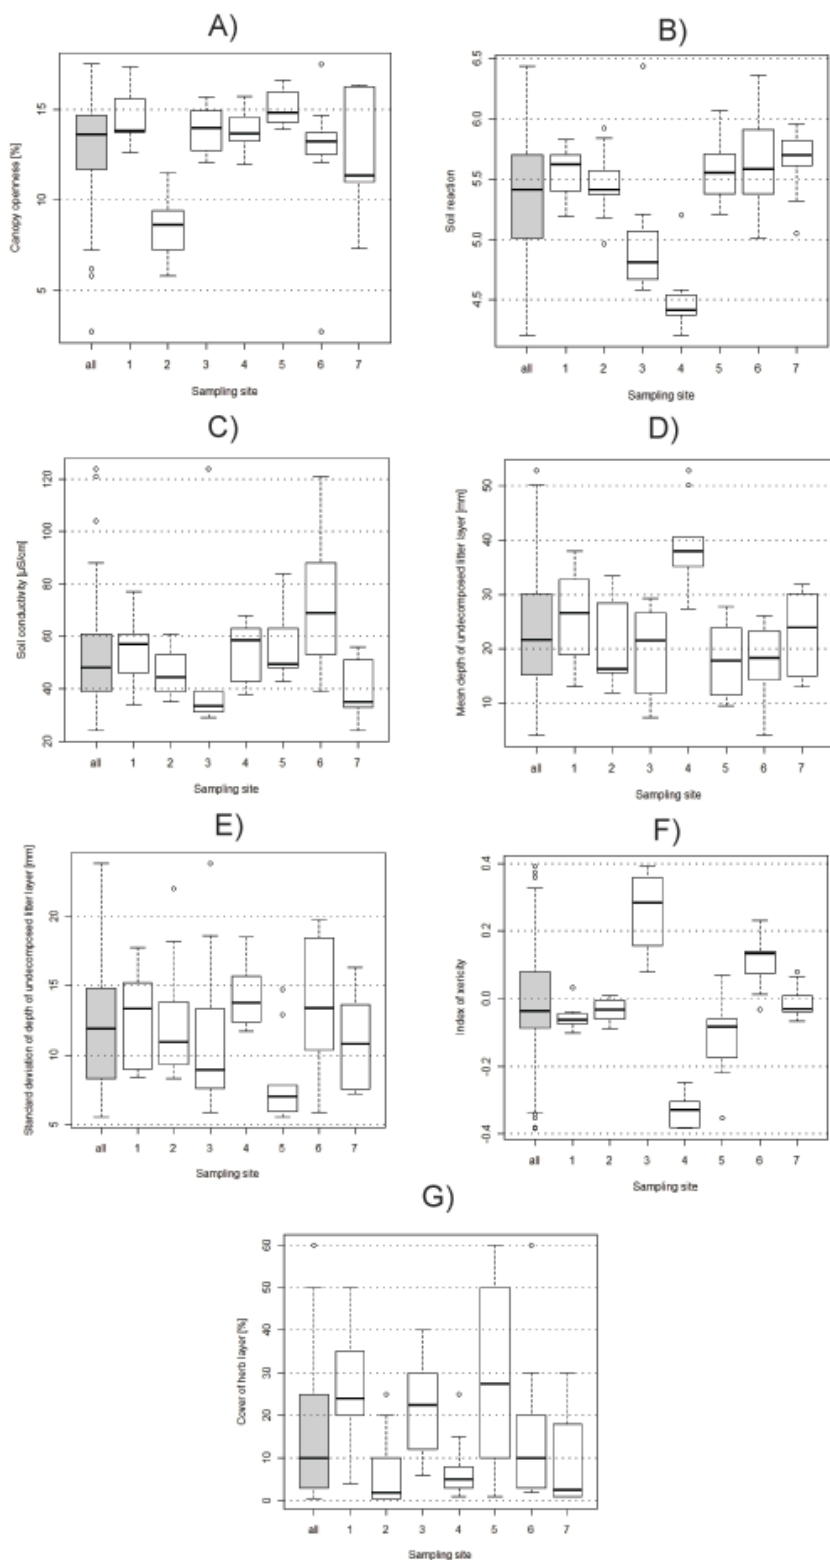 A)
Canopy openness [%]
15
10
5
all 1 2 3 4 5 6 7
Sampling site
B)
Soil reaction
6.5
6.0
5.5
5.0
4.5
all 1 2 3 4 5 6 7
Sampling site
C)
Soil conductivity [µS/cm]
120
100
80
60
40
20
all 1 2 3 4 5 6 7
Sampling site
D)
Mean depth of undecomposed litter layer [mm]
50
40
30
20
10
all 1 2 3 4 5 6 7
Sampling site
E)
Standard deviation of depth of undecomposed litter layer [mm]
20
15
10
5
all 1 2 3 4 5 6 7
Sampling site
F)
Index of xericity
0.4
0.2
0.0
-0.2
-0.4
all 1 2 3 4 5 6 7
Sampling site
G)
Cover of herb layer [%]
60
50
40
30
20
10
0
all 1 2 3 4 5 6 7
Sampling site